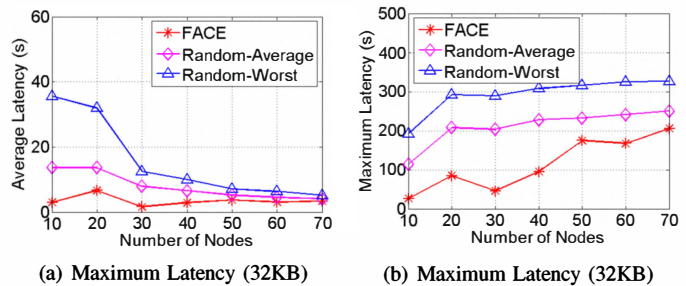 60
40
20
0
10 20 30 40 50 60 70
Average Latency (s)
Number of Nodes
FACE
Random-Average
Random-Worst
(a) Maximum Latency (32KB)
500
400
300
200
100
0
10 20 30 40 50 60 70
Maximum Latency (s)
Number of Nodes
FACE
Random-Average
Random-Worst
(b) Maximum Latency (32KB)